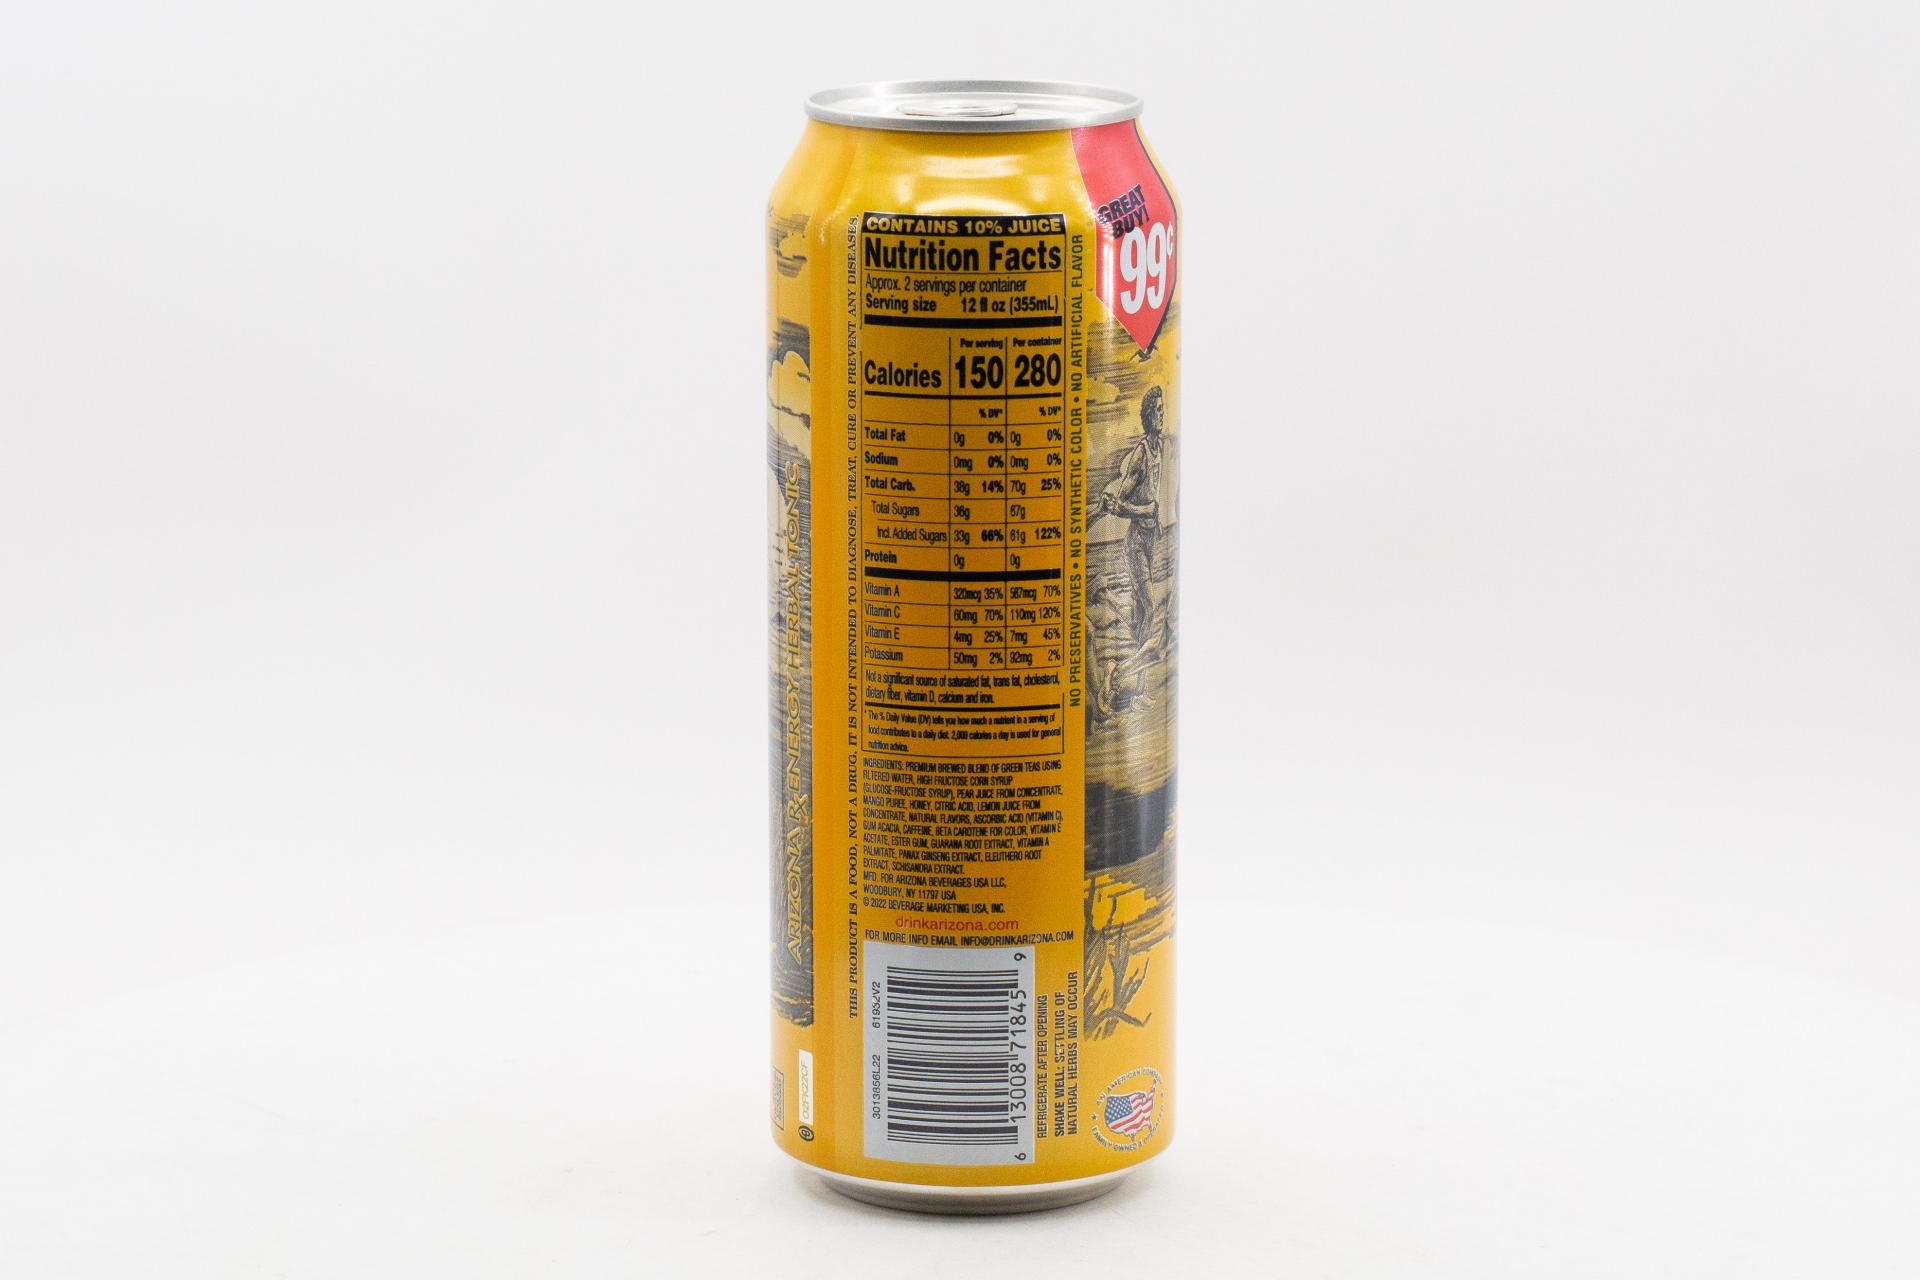 GREAT
BUY!
99¢
CONTAINS 10% JUICE
Nutrition Facts
Approx. 2 servings per container
Serving size 12 fl oz (355mL)
Per serving Per container
Calories 150 280
% DV* % DV*
Total Fat 0g 0% 0g 0%
Sodium 0mg 0% 0mg 0%
Total Carb. 38g 14% 70g 25%
Total Sugars 36g 67g
Incl. Added Sugars 33g 66% 61g 122%
Protein 0g 0g
Vitamin A 320mcg 35% 587mcg 70%
Vitamin C 60mg 70% 110mg 120%
Vitamin E 4mg 25% 7mg 45%
Potassium 50mg 2% 92mg 2%
Not a significant source of saturated fat, trans fat, cholesterol,
dietary fiber, vitamin D, calcium and iron.
* The % Daily Value (DV) tells you how much a nutrient in a serving of
food contributes to a daily diet. 2,000 calories a day is used for general
nutrition advice.
INGREDIENTS: PREMIUM BREWED BLEND OF GREEN TEAS USING
FILTERED WATER, HIGH FRUCTOSE CORN SYRUP
(GLUCOSE-FRUCTOSE SYRUP), PEAR JUICE FROM CONCENTRATE,
MANGO PUREE, HONEY, CITRIC ACID, LEMON JUICE FROM
CONCENTRATE, NATURAL FLAVORS, ASCORBIC ACID (VITAMIN C),
GUM ACACIA, CAFFEINE, BETA CAROTENE FOR COLOR, VITAMIN E
ACETATE, ESTER GUM, GUARANA ROOT EXTRACT, VITAMIN A
PALMITATE, PANAX GINSENG EXTRACT, ELEUTHERO ROOT
EXTRACT, SCHISANDRA EXTRACT.
MFD. FOR ARIZONA BEVERAGES USA LLC,
WOODBURY, NY 11797 USA
© 2022 BEVERAGE MARKETING USA, INC.
drinkarizona.com
FOR MORE INFO EMAIL INFO@DRINKARIZONA.COM
THIS PRODUCT IS A FOOD, NOT A DRUG. IT IS NOT INTENDED TO DIAGNOSE, TREAT, CURE OR PREVENT ANY DISEASES.
NO PRESERVATIVES • NO SYNTHETIC COLOR • NO ARTIFICIAL FLAVOR
ARIZONA RX ENERGY HERBAL TONIC
3013856L22 61932V2
6 13008 71845 9
REFRIGERATE AFTER OPENING
SHAKE WELL: SETTLING OF
NATURAL HERBS MAY OCCUR
AN AMERICAN COMPANY
FAMILY OWNED &